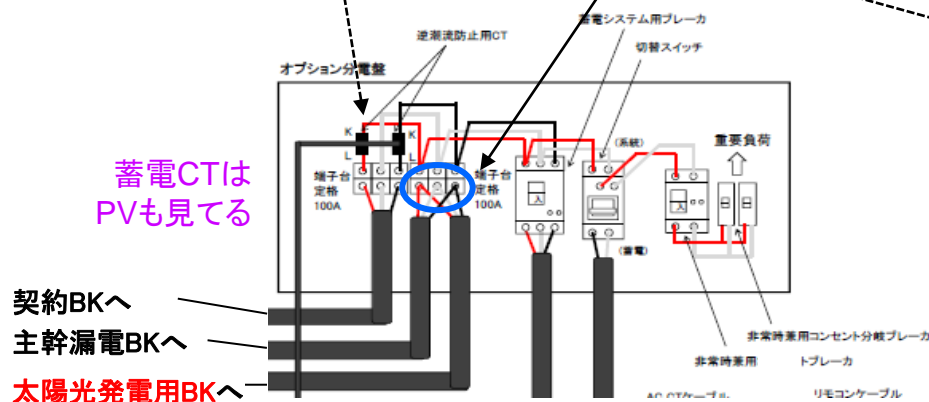 蓄電システム用ブレーカ
逆潮流防止用CT
切替スイッチ
オプション分電盤
K
K
(系統)
重要負荷
L
L
蓄電CTは
PVも見てる
端子台
定格
100A
端子台
定格
100A
入
入
(蓄電)
契約BKへ
主幹漏電BKへ
太陽光発電用BKへ
非常時兼用コンセント分岐ブレーカ
非常時兼用
トブレーカ
AC,CTケーブル
リモコンケーブル